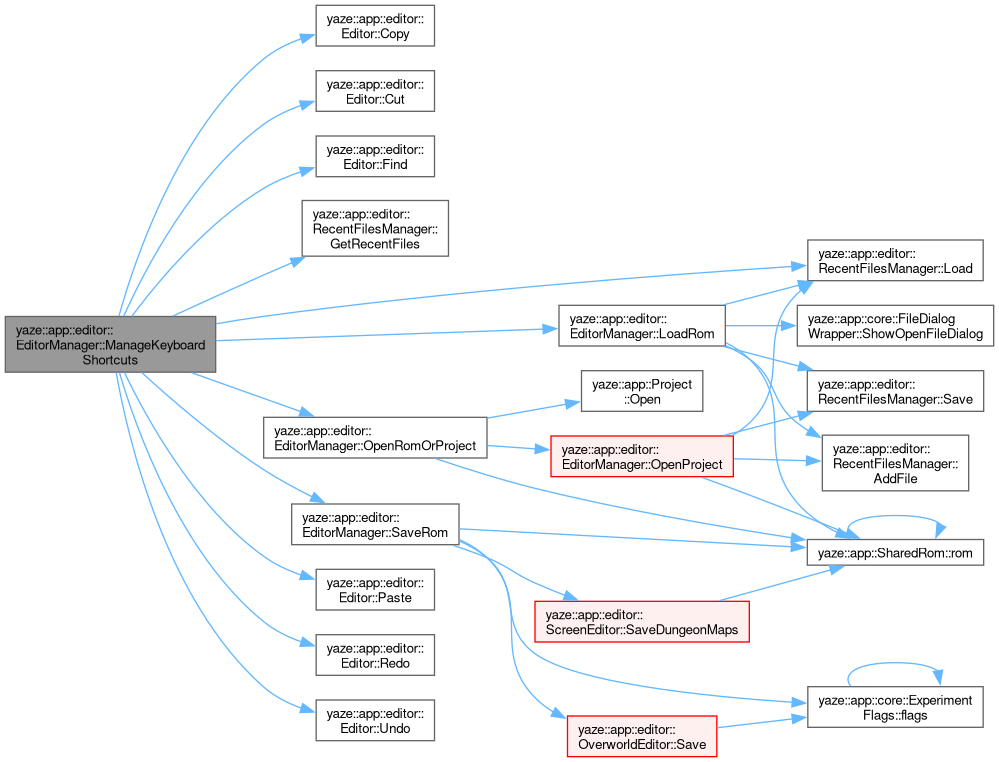 yaze::app::editor::
Editor::Copy
yaze::app::editor::
Editor::Cut
yaze::app::editor::
Editor::Find
yaze::app::editor::
RecentFilesManager::
GetRecentFiles
yaze::app::editor::
RecentFilesManager::Load
yaze::app::editor::
EditorManager::ManageKeyboard
Shortcuts
yaze::app::editor::
EditorManager::LoadRom
yaze::app::core::FileDialog
Wrapper::ShowOpenFileDialog
yaze::app::Project
::Open
yaze::app::editor::
RecentFilesManager::Save
yaze::app::editor::
EditorManager::OpenRomOrProject
yaze::app::editor::
EditorManager::OpenProject
yaze::app::editor::
RecentFilesManager::
AddFile
yaze::app::editor::
EditorManager::SaveRom
yaze::app::SharedRom::rom
yaze::app::editor::
Editor::Paste
yaze::app::editor::
ScreenEditor::SaveDungeonMaps
yaze::app::editor::
Editor::Redo
yaze::app::core::Experiment
Flags::flags
yaze::app::editor::
Editor::Undo
yaze::app::editor::
OverworldEditor::Save